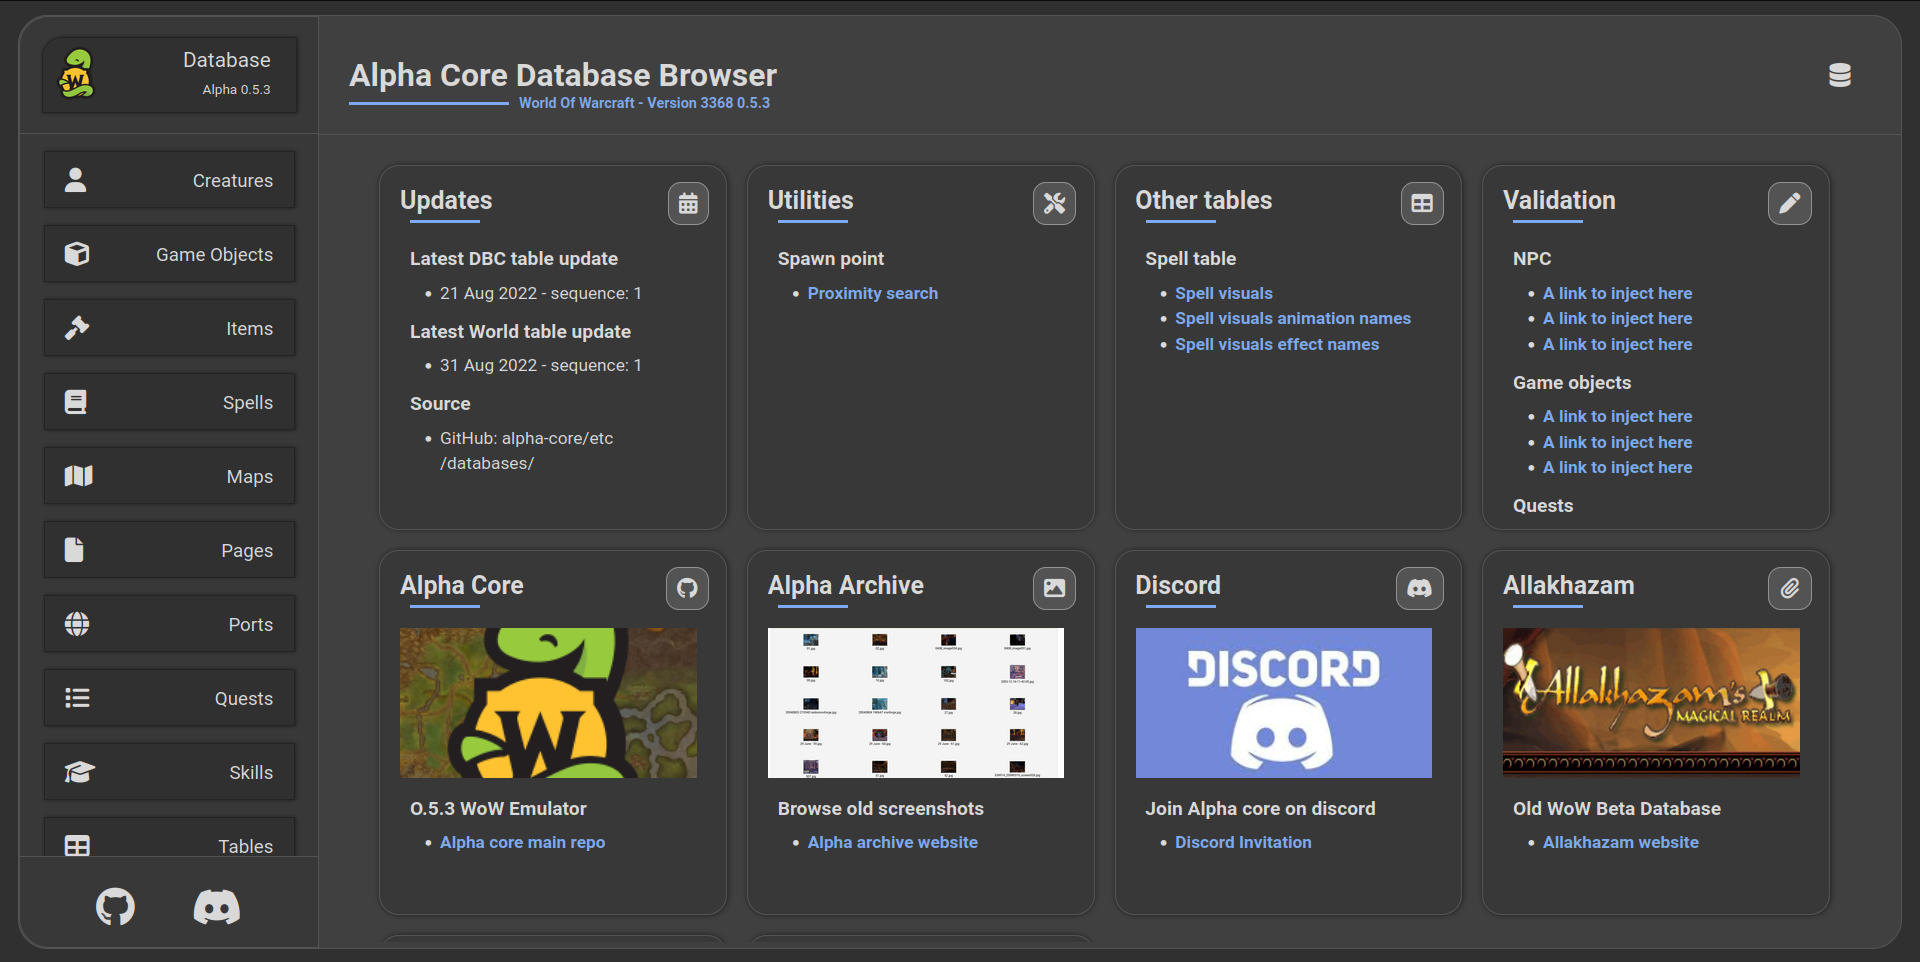 Database
Alpha 0.5.3
Creatures
Game Objects
Items
Spells
Maps
Pages
Ports
Quests
Skills
Tables
Alpha Core Database Browser
World Of Warcraft - Version 3368 0.5.3
Updates
Latest DBC table update
21 Aug 2022 - sequence: 1
Latest World table update
31 Aug 2022 - sequence: 1
Source
GitHub: alpha-core/etc
/databases/
Utilities
Spawn point
Proximity search
Other tables
Spell table
Spell visuals
Spell visuals animation names
Spell visuals effect names
Validation
NPC
A link to inject here
A link to inject here
A link to inject here
Game objects
A link to inject here
A link to inject here
A link to inject here
Quests
Alpha Core
W
O.5.3 WoW Emulator
Alpha core main repo
Alpha Archive
Browse old screenshots
Alpha archive website
Discord
DISCORD
Join Alpha core on discord
Discord Invitation
Allakhazam
Allakhazam's
MAGICAL REALM
Old WoW Beta Database
Allakhazam website